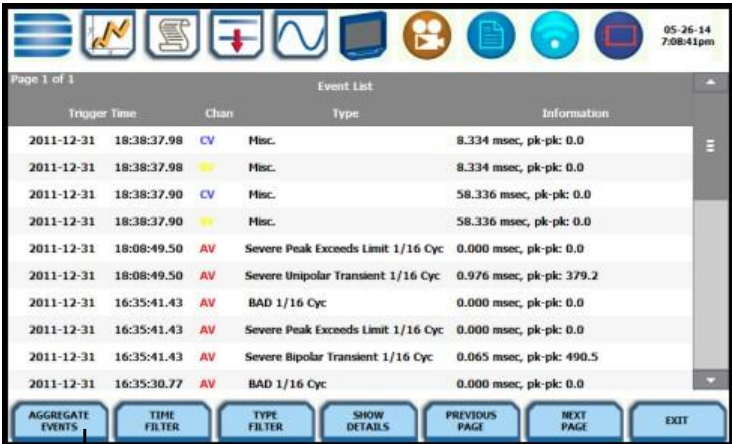 05-26-14
7:08:41pm
Page 1 of 1
Event List
Trigger Time Chan Type Information
2011-12-31 18:38:37.98 CV Misc. 8.334 msec, pk-pk: 0.0
2011-12-31 18:38:37.98 BV Misc. 8.334 msec, pk-pk: 0.0
2011-12-31 18:38:37.90 CV Misc. 58.336 msec, pk-pk: 0.0
2011-12-31 18:38:37.90 BV Misc. 58.336 msec, pk-pk: 0.0
2011-12-31 18:08:49.50 AV Severe Peak Exceeds Limit 1/16 Cyc 0.000 msec, pk-pk: 0.0
2011-12-31 18:08:49.50 AV Severe Unipolar Transient 1/16 Cyc 0.976 msec, pk-pk: 379.2
2011-12-31 16:35:41.43 AV BAD 1/16 Cyc 0.000 msec, pk-pk: 0.0
2011-12-31 16:35:41.43 AV Severe Peak Exceeds Limit 1/16 Cyc 0.000 msec, pk-pk: 0.0
2011-12-31 16:35:41.43 AV Severe Bipolar Transient 1/16 Cyc 0.065 msec, pk-pk: 490.5
2011-12-31 16:35:30.77 AV BAD 1/16 Cyc 0.000 msec, pk-pk: 0.0
AGGREGATE EVENTS
TIME FILTER
TYPE FILTER
SHOW DETAILS
PREVIOUS PAGE
NEXT PAGE
EXIT